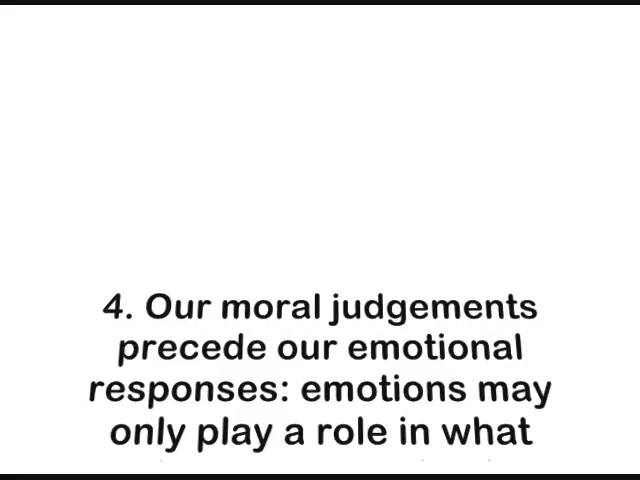 4. Our moral judgements
precede our emotional
responses: emotions may
only play a role in what